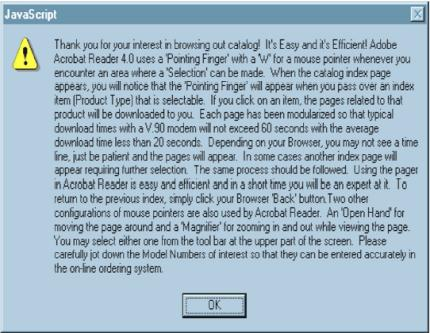 JavaScript
Thank you for your interest in browsing out catalog! It's Easy and it's Efficient! Adobe
Acrobat Reader 4.0 uses a 'Pointing Finger' with a 'W' for a mouse pointer whenever you
encounter an area where a 'Selection' can be made. When the catalog index page
appears, you will notice that the 'Pointing Finger' will appear when you pass over an index
item (Product Type) that is selectable. If you click on an item, the pages related to that
product will be downloaded to you. Each page has been modularized so that typical
download times with a V.90 modem will not exceed 60 seconds with the average
download time less than 20 seconds. Depending on your Browser, you may not see a time
line, just be patient and the pages will appear. In some cases another index page will
appear requiring further selection. The same process should be followed. Using the pager
in Acrobat Reader is easy and efficient and in a short time you will be an expert at it. To
return to the previous index, simply click your Browser 'Back' button.Two other
configurations of mouse pointers are also used by Acrobat Reader. An 'Open Hand' for
moving the page around and a 'Magnifier' for zooming in and out while viewing the page.
You may select either one from the tool bar at the upper part of the screen. Please
carefully jot down the Model Numbers of interest so that they can be entered accurately in
the on-line ordering system.
OK